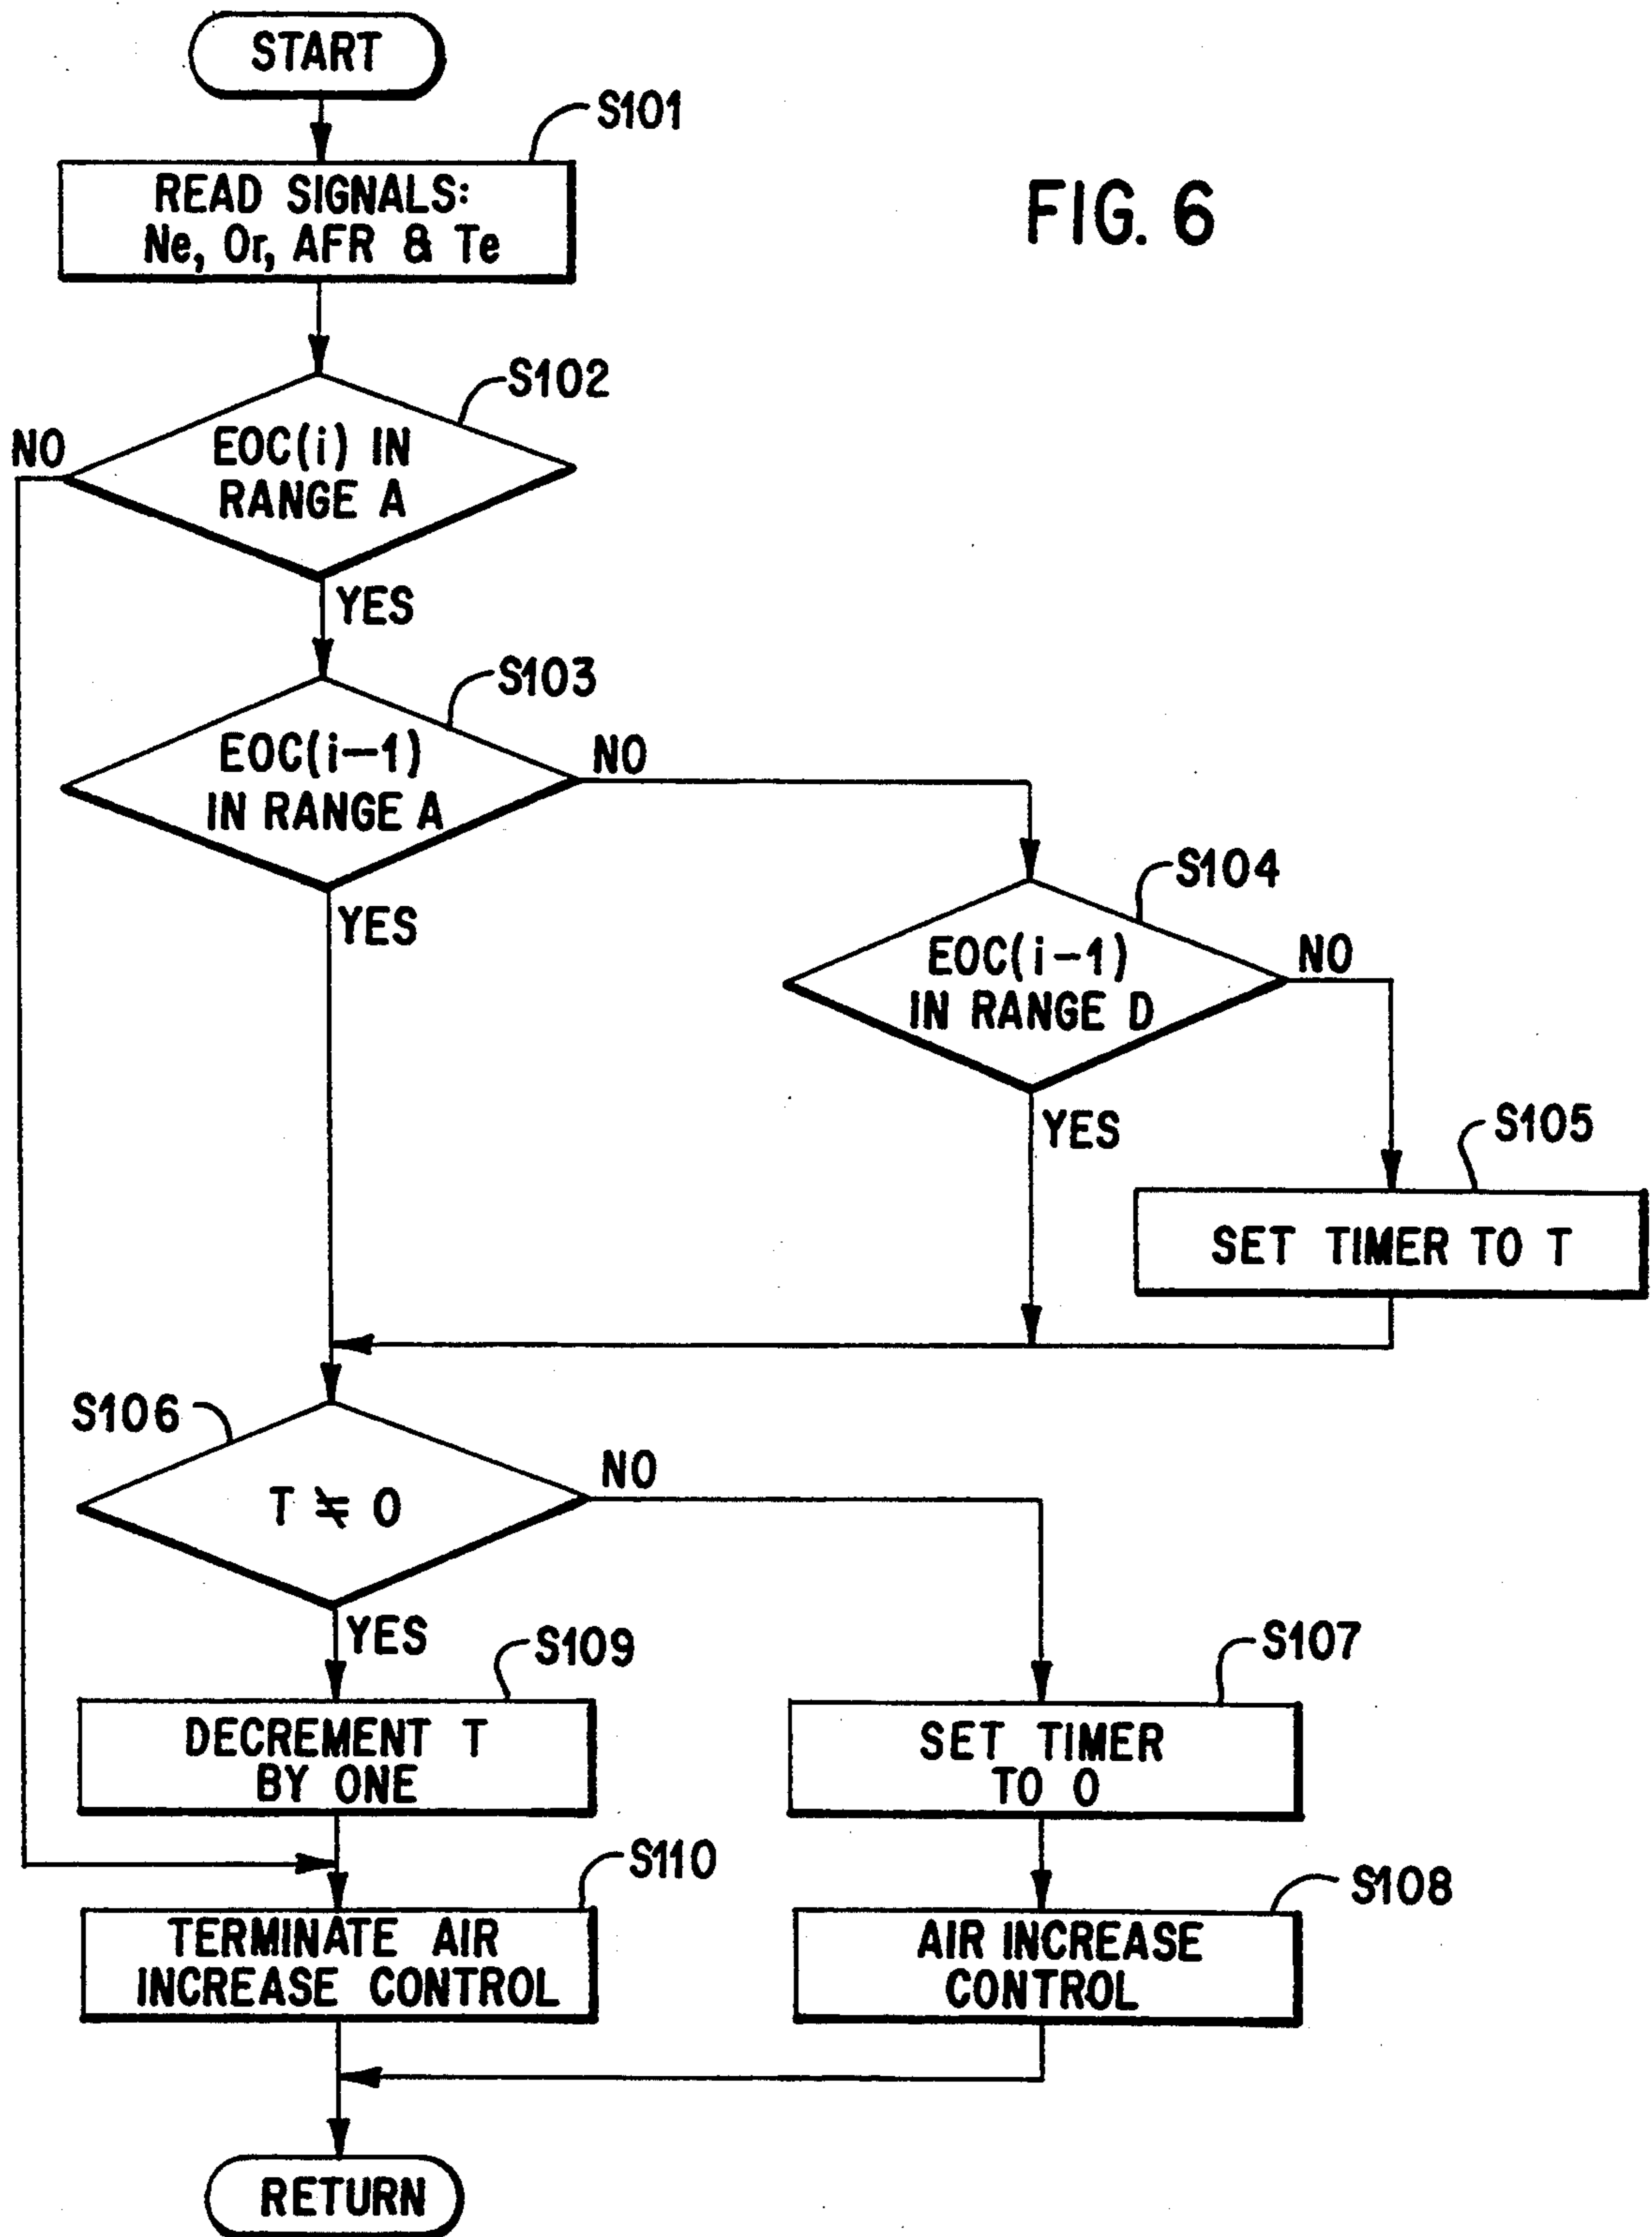 START
S101
READ SIGNALS:
Ne, Or, AFR & Te
FIG. 6
S102
NO
EOC(i) IN
RANGE A
YES
S103
EOC(i-1)
IN RANGE A
NO
YES
S104
EOC(i-1)
IN RANGE D
NO
YES
S105
SET TIMER TO T
S106
T ≠ 0
NO
YES
S109
DECREMENT T
BY ONE
S107
SET TIMER
TO 0
S110
TERMINATE AIR
INCREASE CONTROL
S108
AIR INCREASE
CONTROL
RETURN